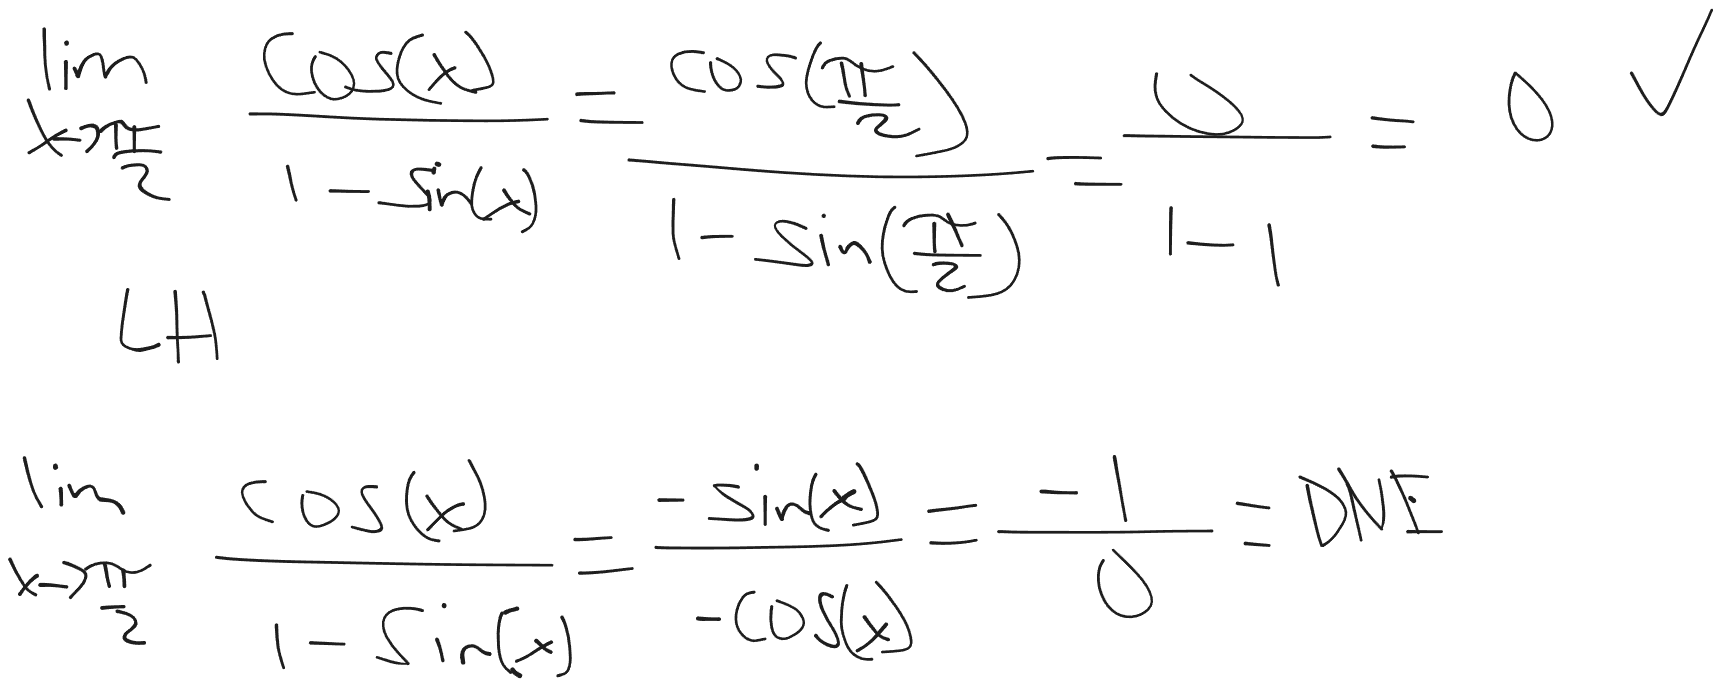 lim x→π/2 cos(x)/(1-sin(x)) = cos(π/2)/(1-sin(π/2)) = 0/(1-1) = 0 ✓
LH
lim x→π/2 cos(x)/(1-sin(x)) = -sin(x)/-cos(x) = -1/0 = DNE